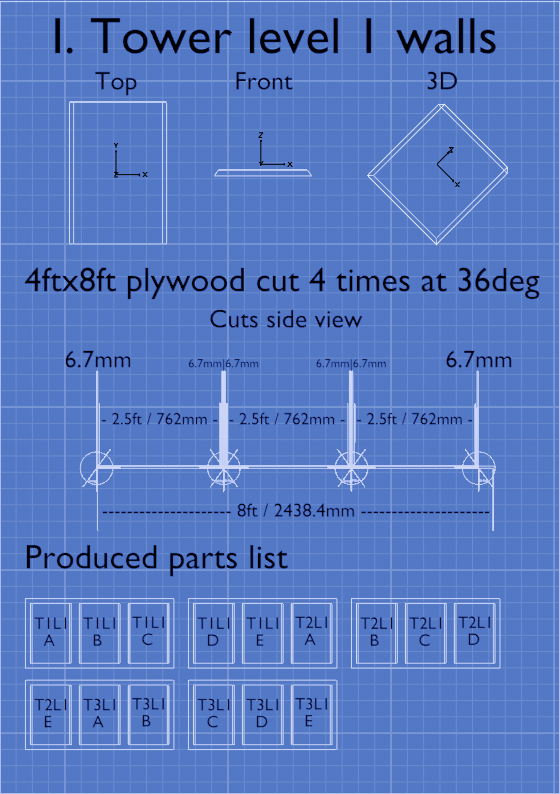 I. Tower level 1 walls
Top Front 3D
Y
X
Z
Z
X
Z
X
4ftx8ft plywood cut 4 times at 36deg
Cuts side view
6.7mm 6.7mm|6.7mm 6.7mm|6.7mm 6.7mm
- 2.5ft / 762mm - - 2.5ft / 762mm - - 2.5ft / 762mm -
------------------ 8ft / 2438.4mm ------------------
Produced parts list
T1L1 T1L1 T1L1 T1L1 T1L1 T2L1 T2L1 T2L1 T2L1
A B C D E A B C D
T2L1 T3L1 T3L1 T3L1 T3L1 T3L1
E A B C D E